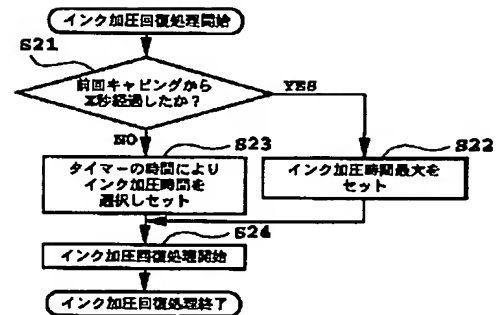 インク加圧回復処理開始
S21
前回キャピングから
X秒経過したか？
YES
NO
S23
S22
タイマーの時間により
インク加圧時間を
選択しセット
インク加圧時間最大を
セット
S24
インク加圧回復処理開始
インク加圧回復処理終了